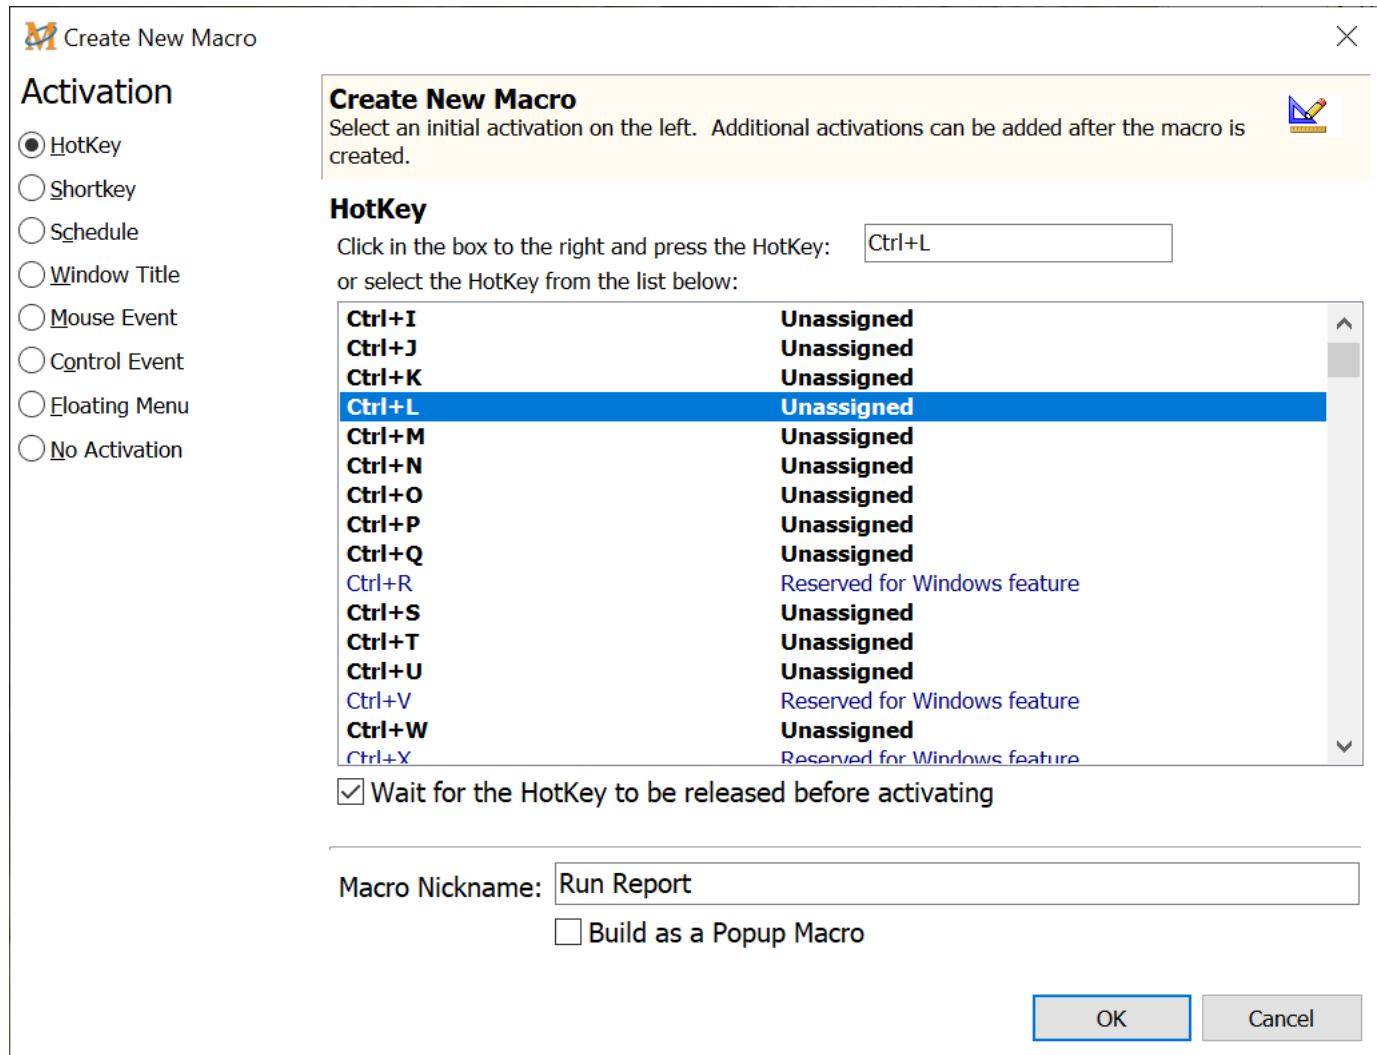 Create New Macro
Activation
HotKey
Shortkey
Schedule
Window Title
Mouse Event
Control Event
Floating Menu
No Activation
Create New Macro
Select an initial activation on the left.  Additional activations can be added after the macro is
created.
HotKey
Click in the box to the right and press the HotKey: Ctrl+L
or select the HotKey from the list below:
Ctrl+I Unassigned
Ctrl+J Unassigned
Ctrl+K Unassigned
Ctrl+L Unassigned
Ctrl+M Unassigned
Ctrl+N Unassigned
Ctrl+O Unassigned
Ctrl+P Unassigned
Ctrl+Q Unassigned
Ctrl+R Reserved for Windows feature
Ctrl+S Unassigned
Ctrl+T Unassigned
Ctrl+U Unassigned
Ctrl+V Reserved for Windows feature
Ctrl+W Unassigned
Ctrl+X Reserved for Windows feature
Wait for the HotKey to be released before activating
Macro Nickname: Run Report
Build as a Popup Macro
OK Cancel